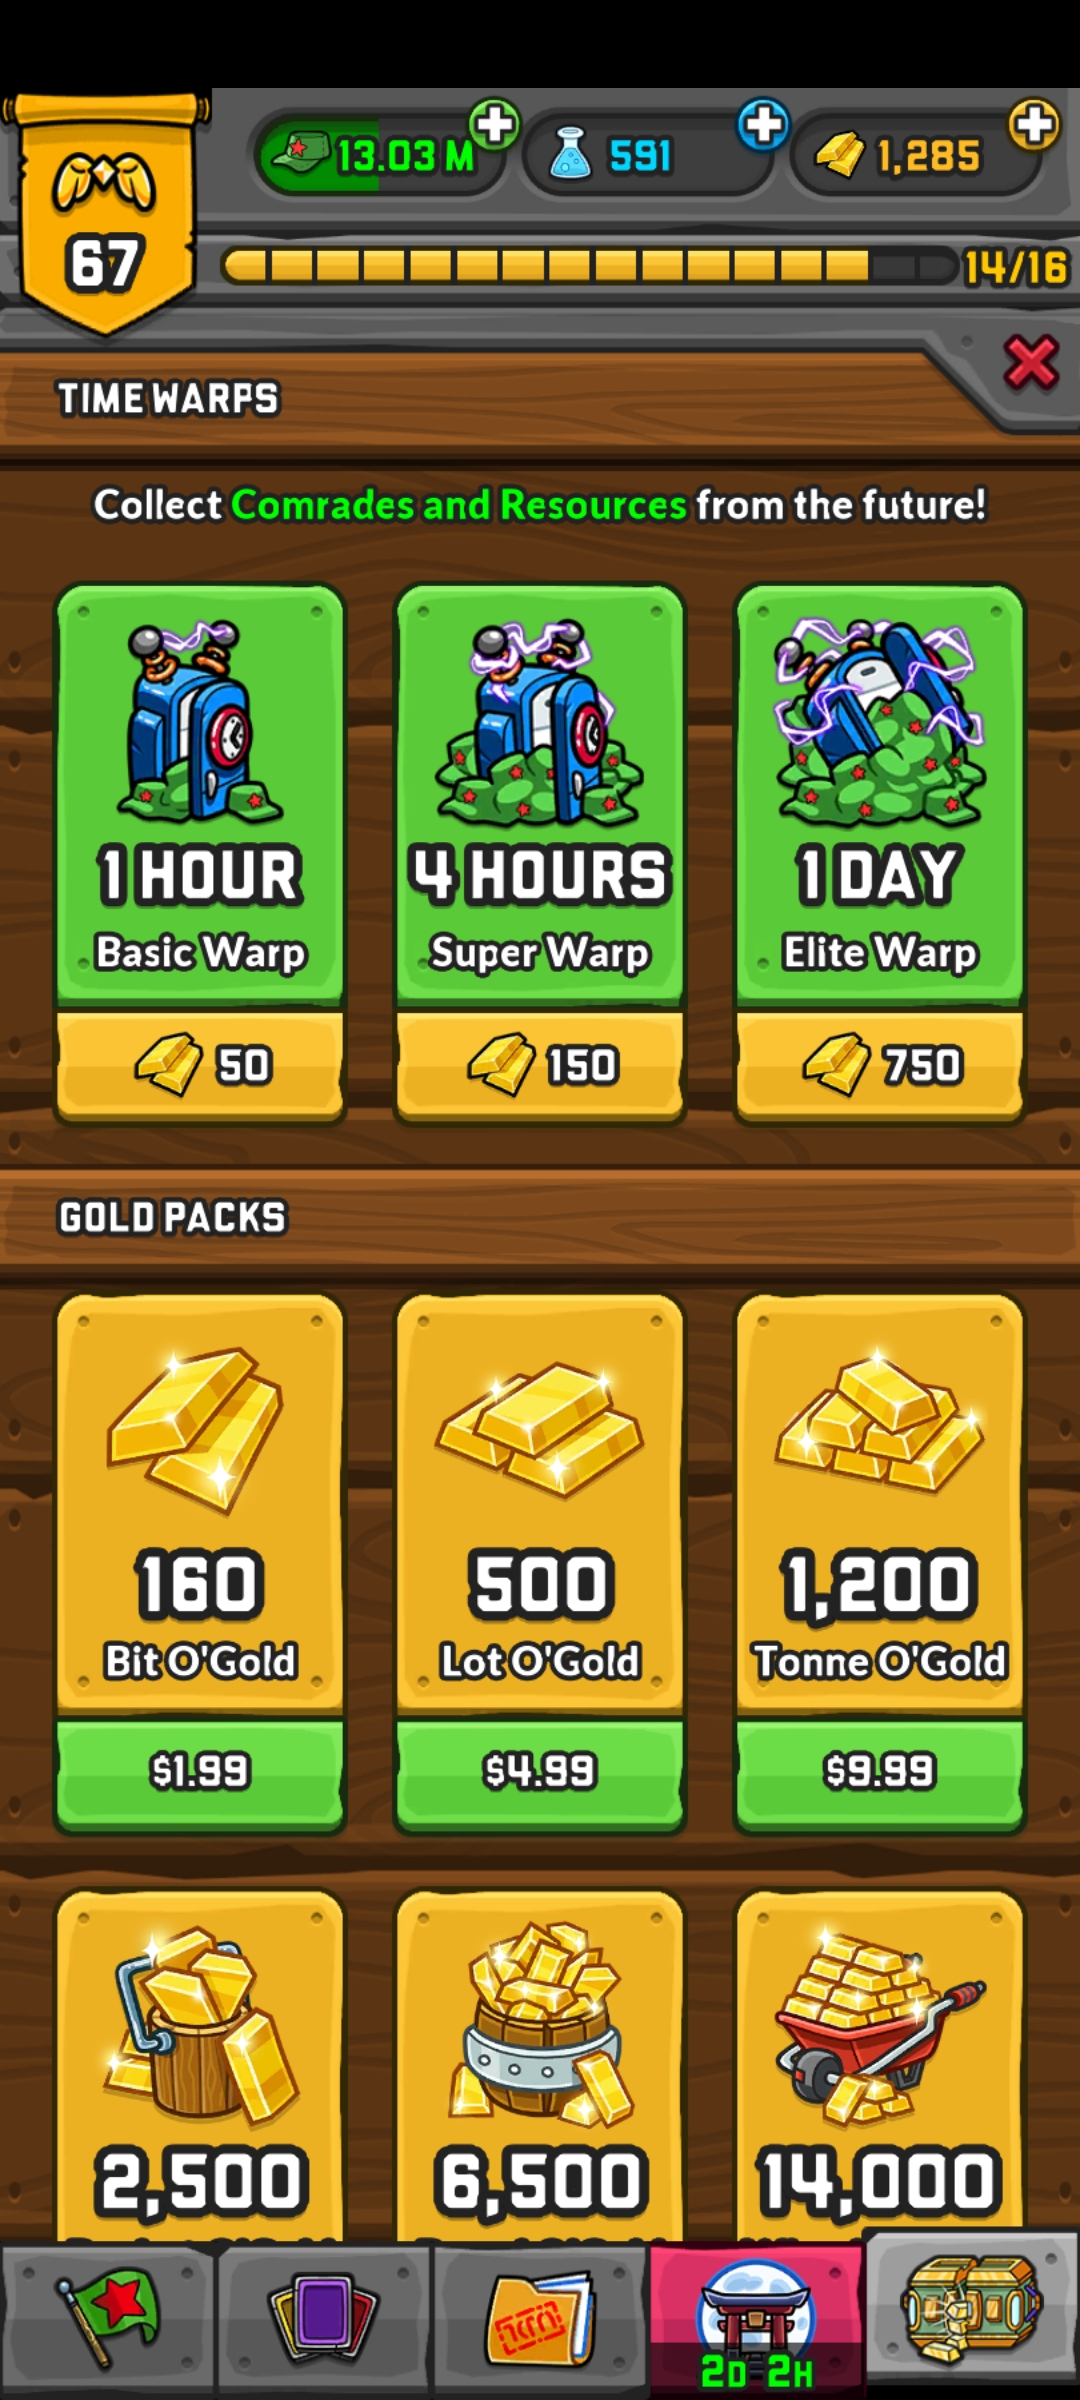 13.03 M
591
1,285
67
14/16
TIME WARPS
Collect Comrades and Resources from the future!
1 HOUR
Basic Warp
50
4 HOURS
Super Warp
150
1 DAY
Elite Warp
750
GOLD PACKS
160
Bit O'Gold
$1.99
500
Lot O'Gold
$4.99
1,200
Tonne O'Gold
$9.99
2,500
6,500
14,000
2D 2H